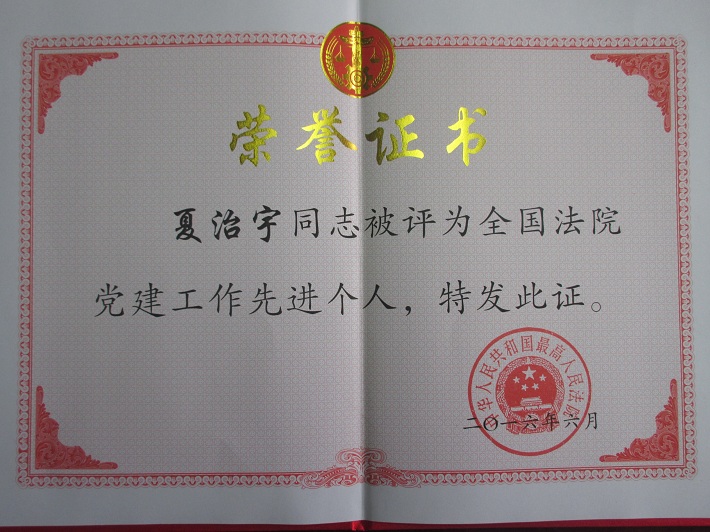 荣誉证书
夏治宇同志被评为全国法院
党建工作先进个人，特发此证。
中华人民共和国最高人民法院
二〇一六年六月